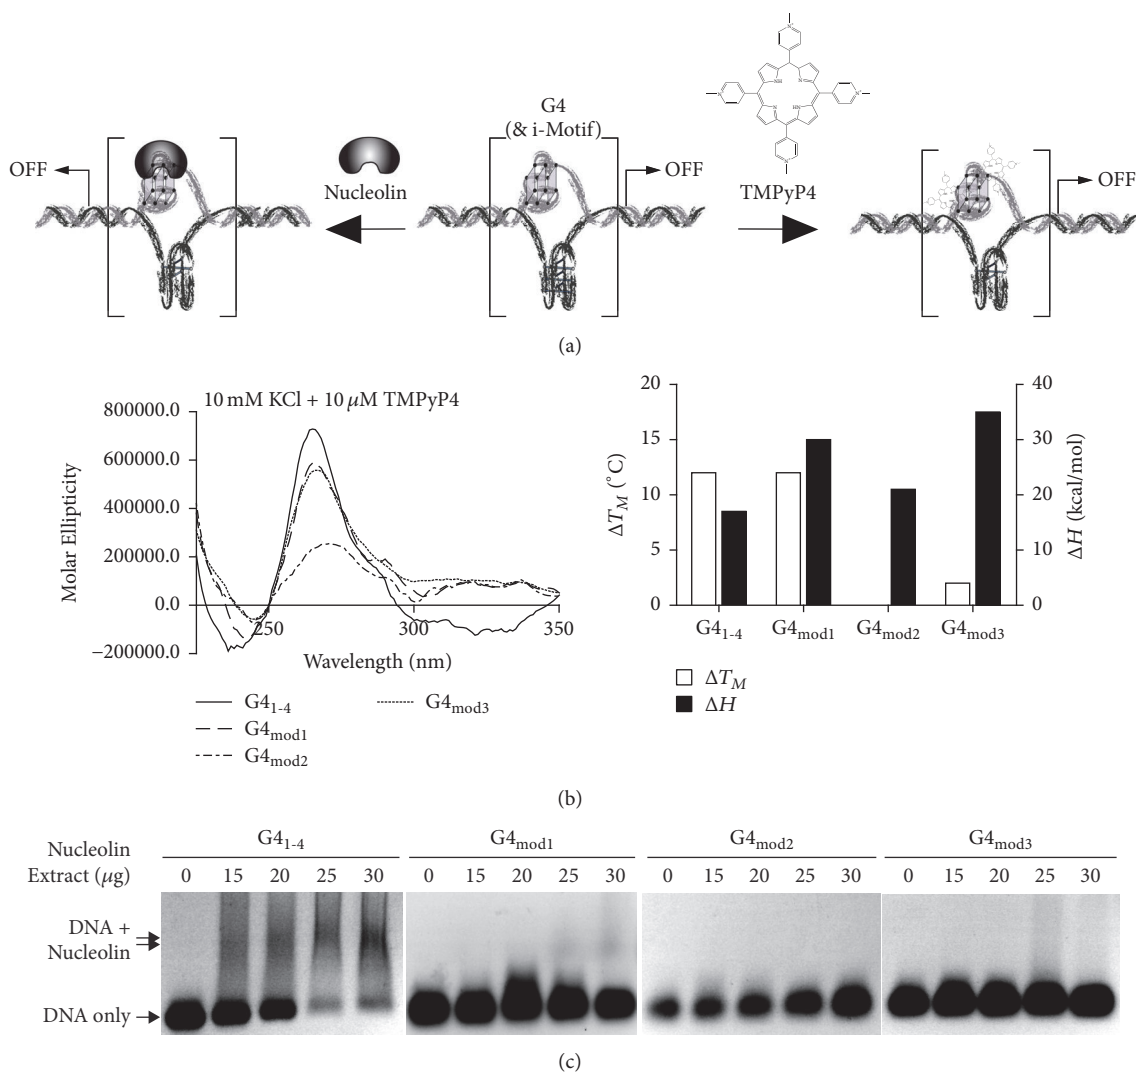 G4
(& i-Motif)
OFF
Nucleolin
OFF
TMPyP4
OFF
(a)
10 mM KCl + 10 μM TMPyP4
Molar Ellipticity
800000.0
600000.0
400000.0
200000.0
0.0
−200000.0
250
300
350
Wavelength (nm)
G4₁₋₄
G4mod1
G4mod2
G4mod3
ΔT_M (°C)
20
15
10
5
0
40
30
20
10
0
ΔH (kcal/mol)
G4₁₋₄ G4mod1 G4mod2 G4mod3
ΔT_M
ΔH
(b)
Nucleolin
Extract (μg)
G4₁₋₄
G4mod1
G4mod2
G4mod3
0 15 20 25 30
0 15 20 25 30
0 15 20 25 30
0 15 20 25 30
DNA +
Nucleolin
DNA only
(c)